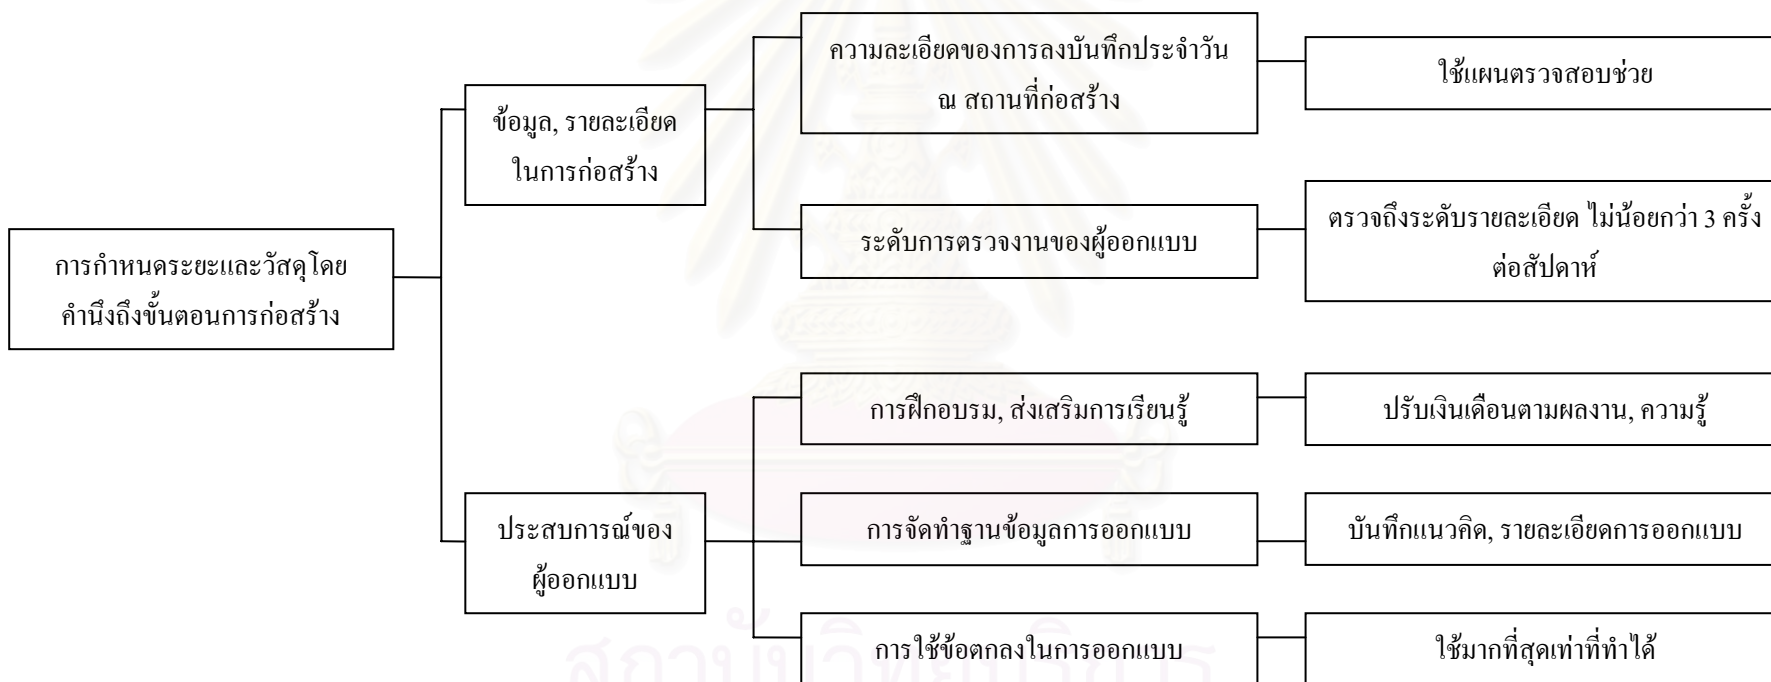 การกำหนดระยะและวัสดุโดย
คำนึงถึงขั้นตอนการก่อสร้าง
ข้อมูล, รายละเอียด
ในการก่อสร้าง
ความละเอียดของการลงบันทึกประจำวัน
ณ สถานที่ก่อสร้าง
ใช้แผนตรวจสอบช่วย
ระดับการตรวจงานของผู้ออกแบบ
ตรวจถึงระดับรายละเอียด ไม่น้อยกว่า 3 ครั้ง
ต่อสัปดาห์
ประสบการณ์ของ
ผู้ออกแบบ
การฝึกอบรม, ส่งเสริมการเรียนรู้
ปรับเงินเดือนตามผลงาน, ความรู้
การจัดทำฐานข้อมูลการออกแบบ
บันทึกแนวคิด, รายละเอียดการออกแบบ
การใช้ข้อตกลงในการออกแบบ
ใช้มากที่สุดเท่าที่ทำได้
สถาบันวิทยบริการ